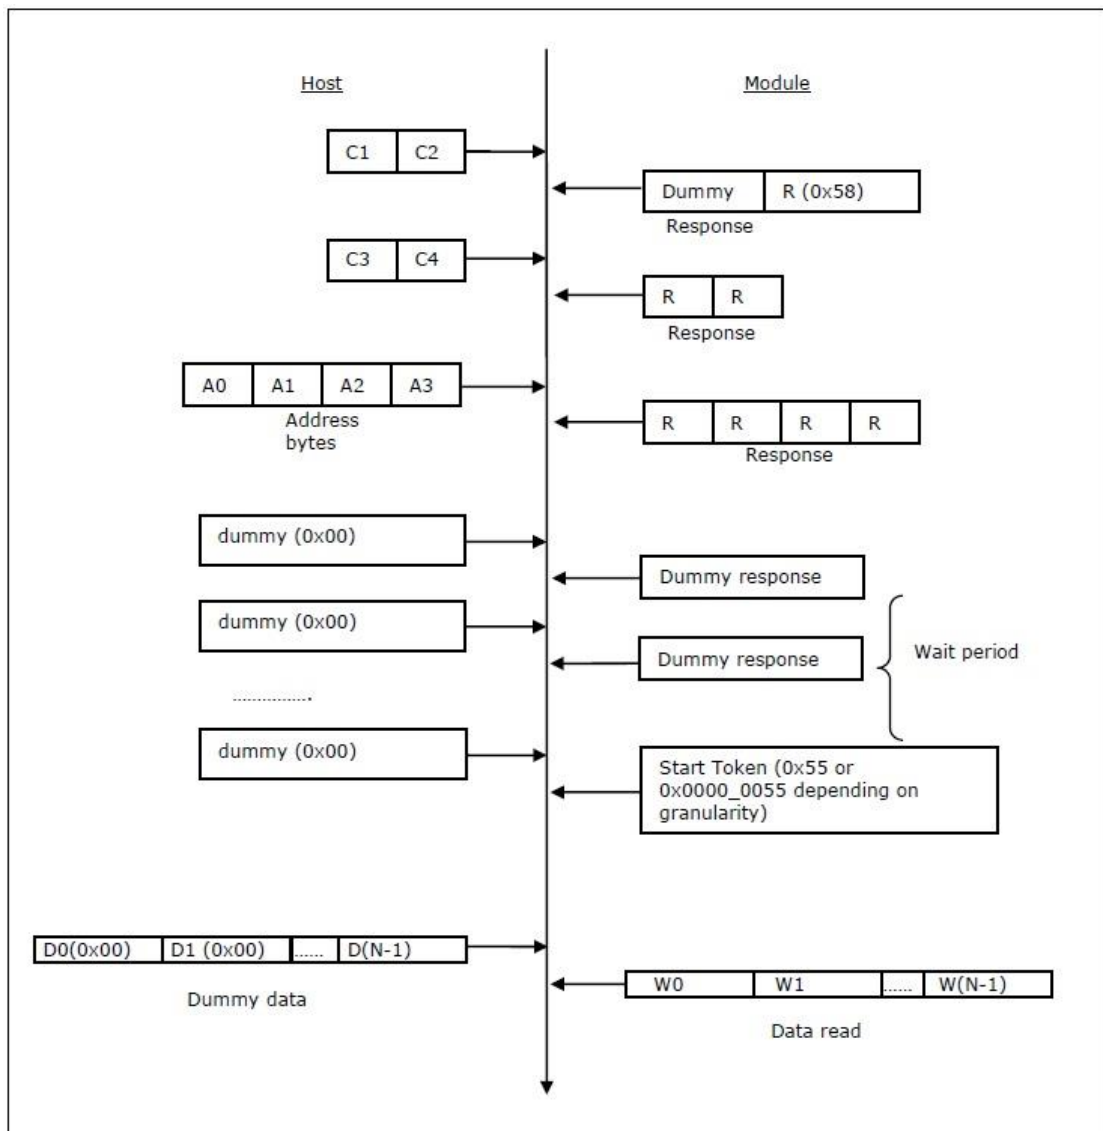 Host
Module
C1 C2
Dummy R (0x58)
Response
C3 C4
R R
Response
A0 A1 A2 A3
Address
bytes
R R R R
Response
dummy (0x00)
Dummy response
dummy (0x00)
Dummy response
Wait period
................
dummy (0x00)
Start Token (0x55 or
0x0000_0055 depending on
granularity)
D0(0x00) D1 (0x00) ...... D(N-1)
Dummy data
W0 W1 ...... W(N-1)
Data read